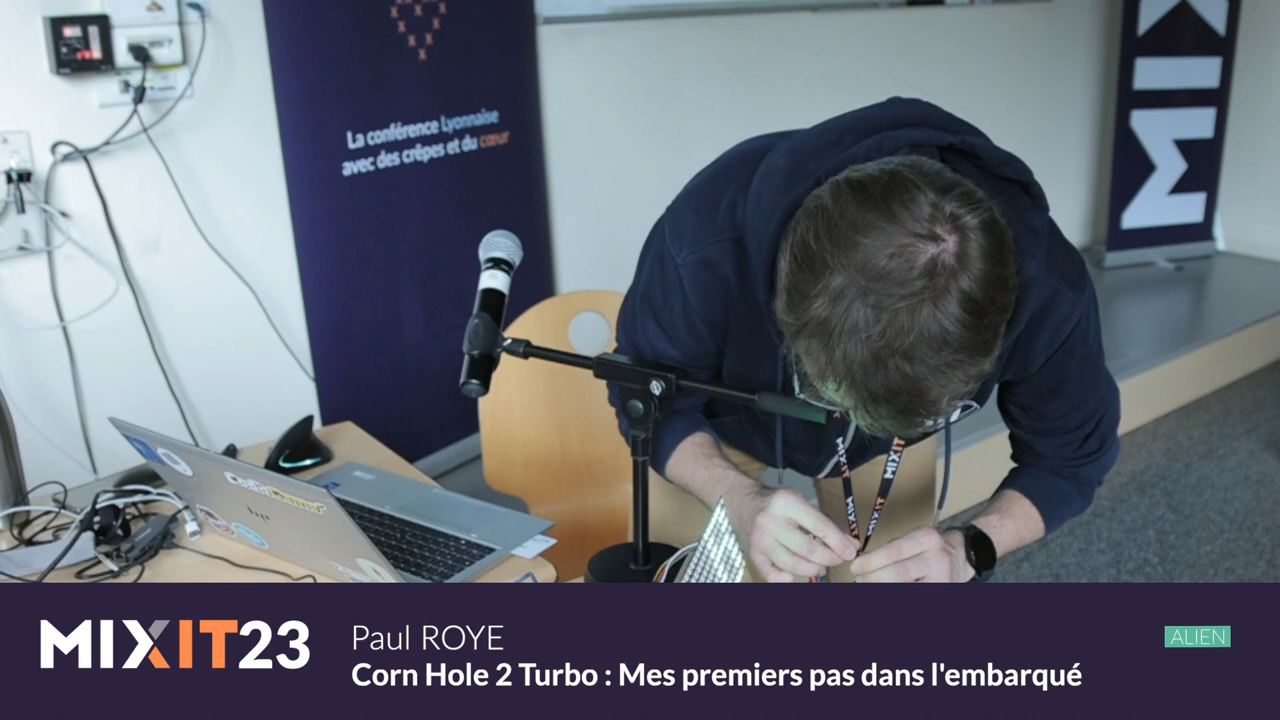 La conférence Lyonnaise
avec des crêpes et du cœur
MIX
MIXIT
MIXIT
MIXIT23
Paul ROYE
Corn Hole 2 Turbo : Mes premiers pas dans l'embarqué
ALIEN